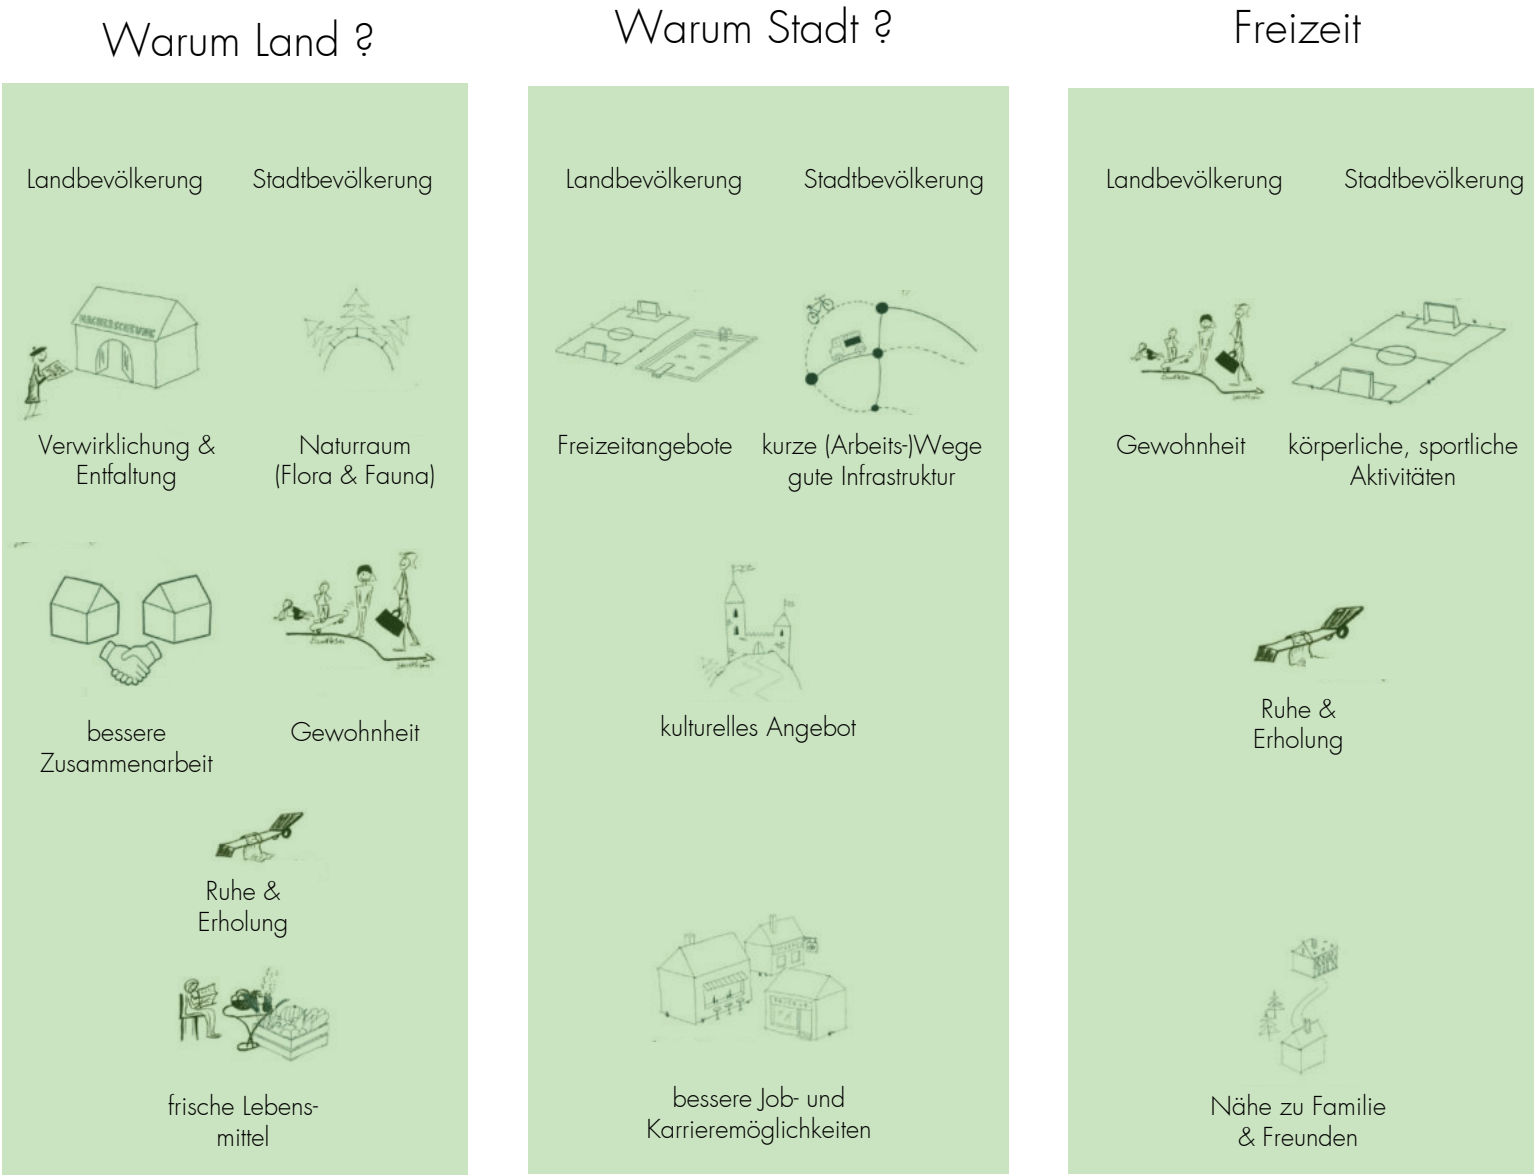 Warum Land ?
Landbevölkerung
Stadtbevölkerung
Verwirklichung &
Entfaltung
Naturraum
(Flora & Fauna)
bessere
Zusammenarbeit
Gewohnheit
Ruhe &
Erholung
frische Lebens-
mittel
Warum Stadt ?
Landbevölkerung
Stadtbevölkerung
Freizeitangebote
kurze (Arbeits-)Wege
gute Infrastruktur
kulturelles Angebot
bessere Job- und
Karrieremöglichkeiten
Freizeit
Landbevölkerung
Stadtbevölkerung
Gewohnheit
körperliche, sportliche
Aktivitäten
Ruhe &
Erholung
Nähe zu Familie
& Freunden